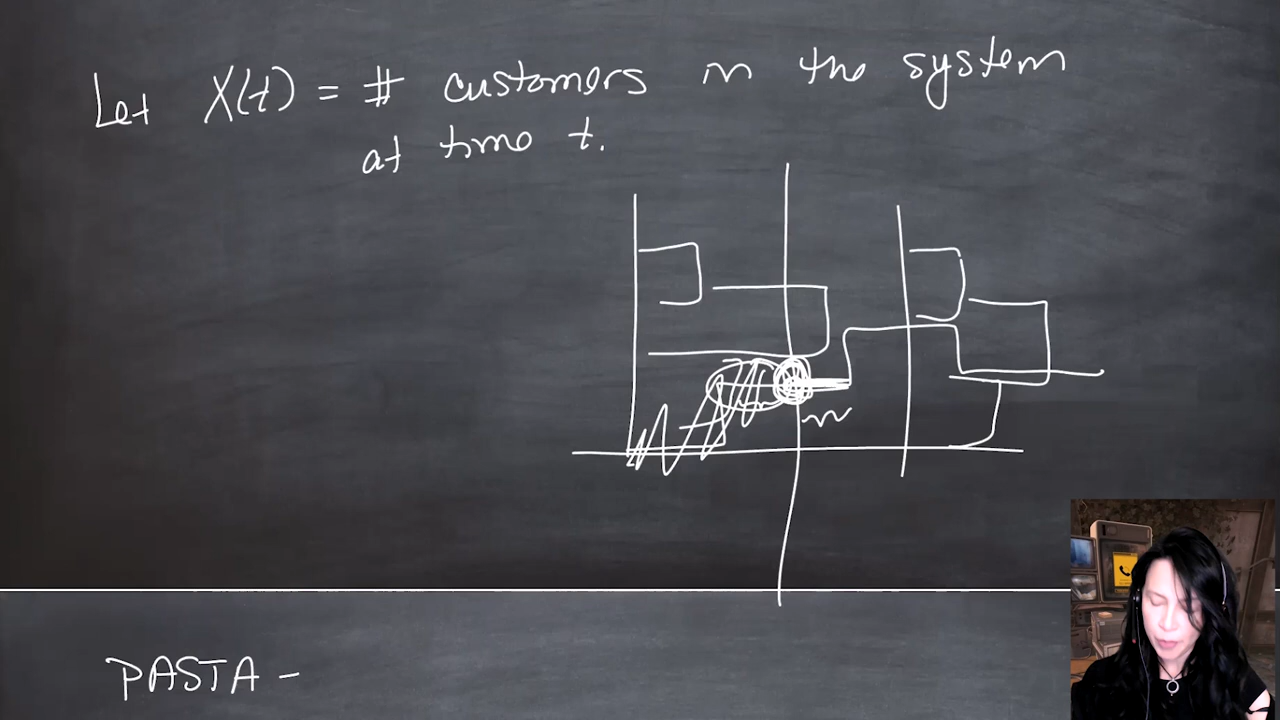 Let X(t) = # customers in the system
at time t.
n
PASTA -